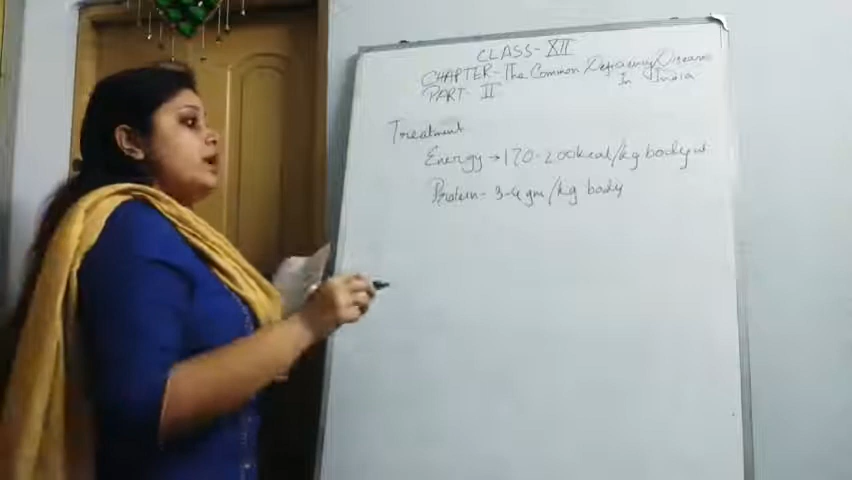 CLASS - XII
CHAPTER - The Common Deficiency Diseases
In India
PART - II
Treatment
Energy → 170-200kcal/kg body wt
Protein - 3-4 gm/kg body